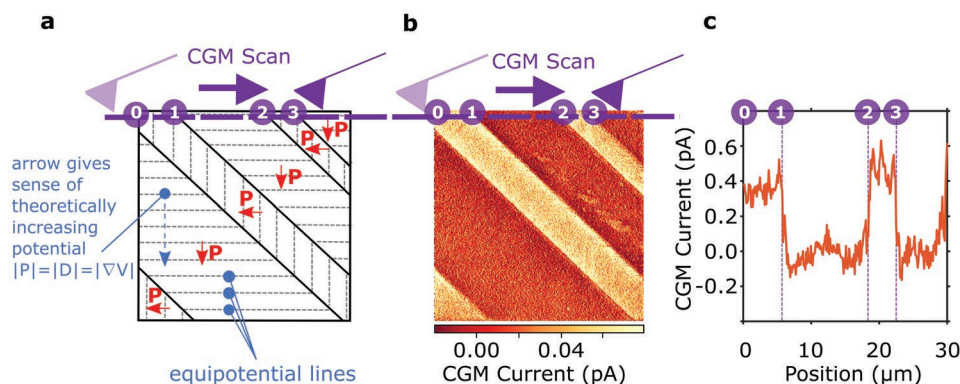 a
CGM Scan
0
1
2
3
P
P
P
P
P
P
arrow gives
sense of
theoretically
increasing
potential
|P|=|D|=|∇V|
equipotential lines
b
CGM Scan
0
1
2
3
0.00
0.04
CGM Current (pA)
c
0
1
2
3
CGM Current (pA)
0.6
0.4
0.2
0.0
-0.2
0
10
20
30
Position (µm)